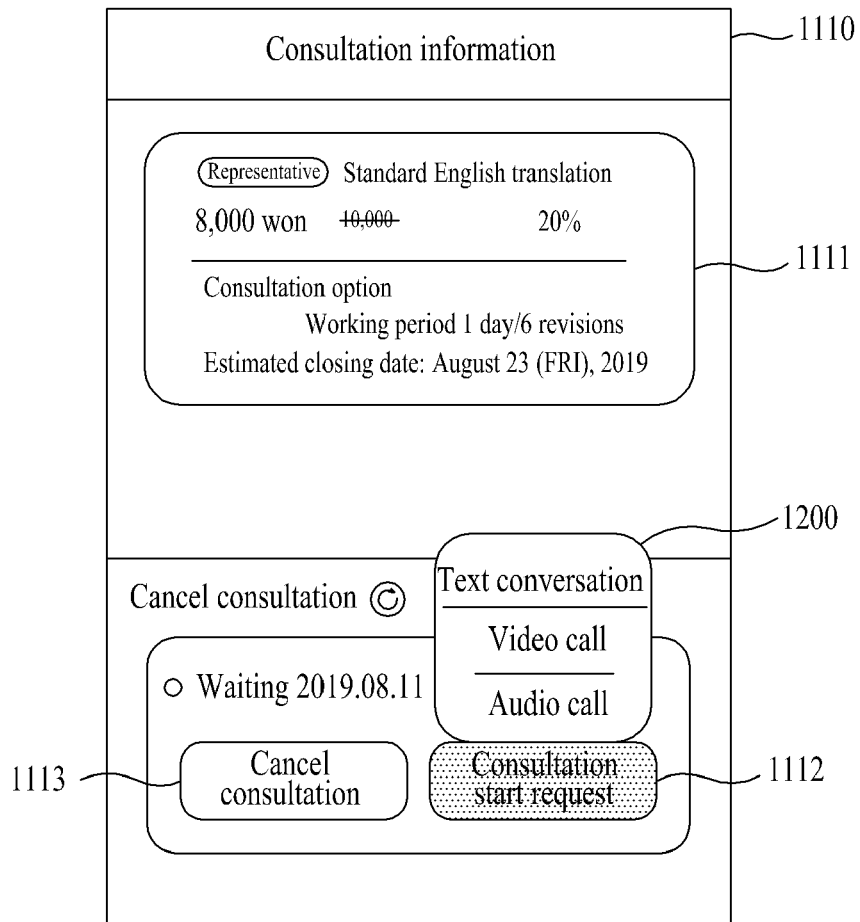 Consultation information
1110
Representative Standard English translation
8,000 won 10,000 20%
1111
Consultation option
Working period 1 day/6 revisions
Estimated closing date: August 23 (FRI), 2019
1200
Text conversation
Cancel consultation
Video call
Waiting 2019.08.11
Audio call
1113
Cancel
consultation
Consultation
start request
1112